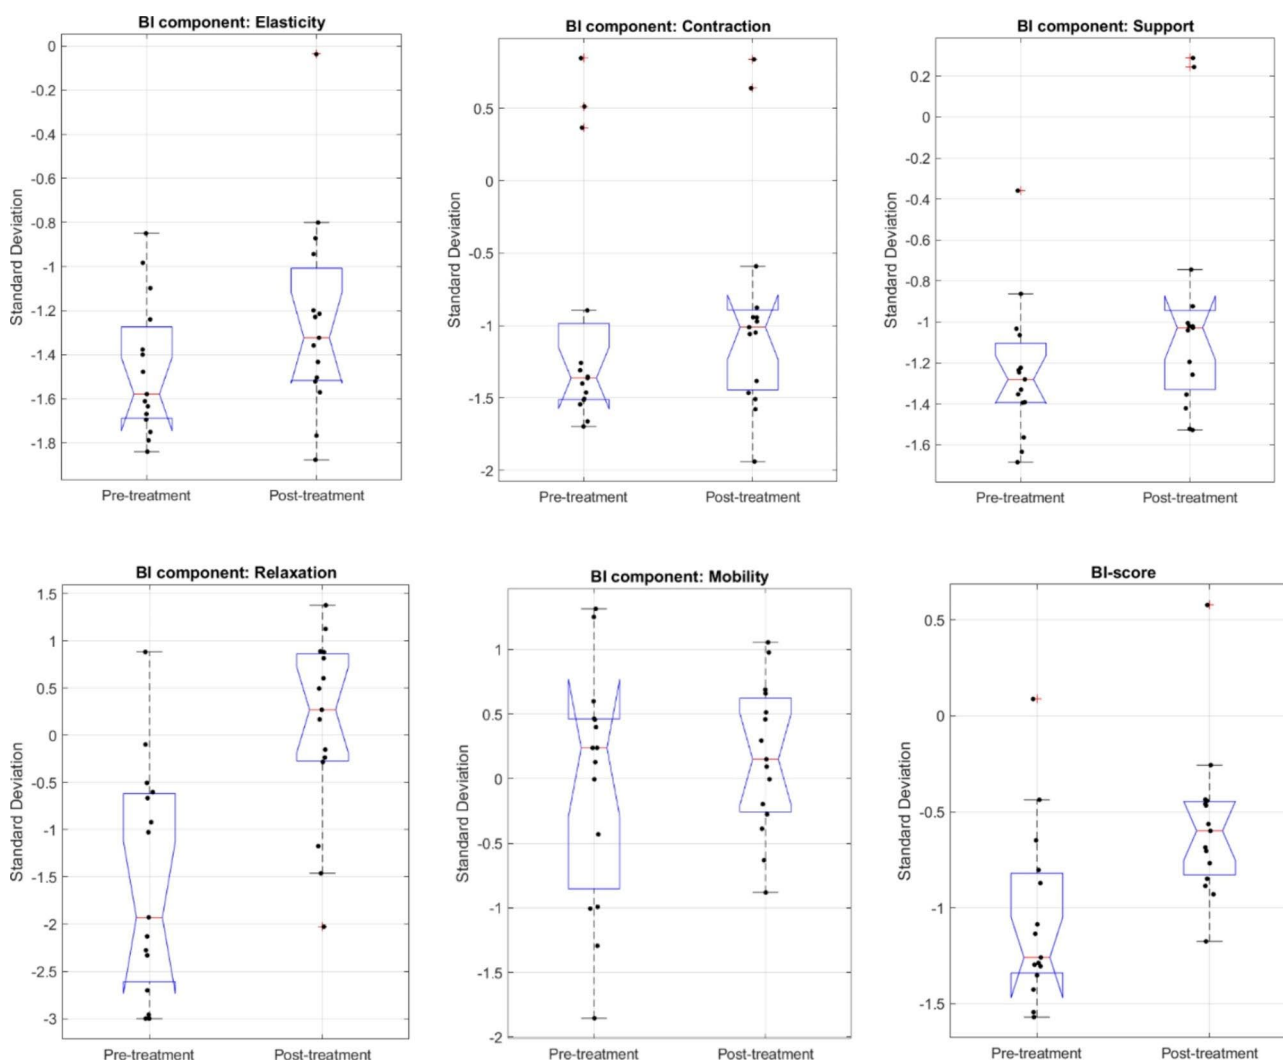 BI component: Elasticity
Standard Deviation
0
-0.2
-0.4
-0.6
-0.8
-1
-1.2
-1.4
-1.6
-1.8
Pre-treatment Post-treatment
BI component: Contraction
Standard Deviation
0.5
0
-0.5
-1
-1.5
-2
Pre-treatment Post-treatment
BI component: Support
Standard Deviation
0.2
0
-0.2
-0.4
-0.6
-0.8
-1
-1.2
-1.4
-1.6
Pre-treatment Post-treatment
BI component: Relaxation
Standard Deviation
1.5
1
0.5
0
-0.5
-1
-1.5
-2
-2.5
-3
Pre-treatment Post-treatment
BI component: Mobility
Standard Deviation
1
0.5
0
-0.5
-1
-1.5
-2
Pre-treatment Post-treatment
BI-score
Standard Deviation
0.5
0
-0.5
-1
-1.5
Pre-treatment Post-treatment